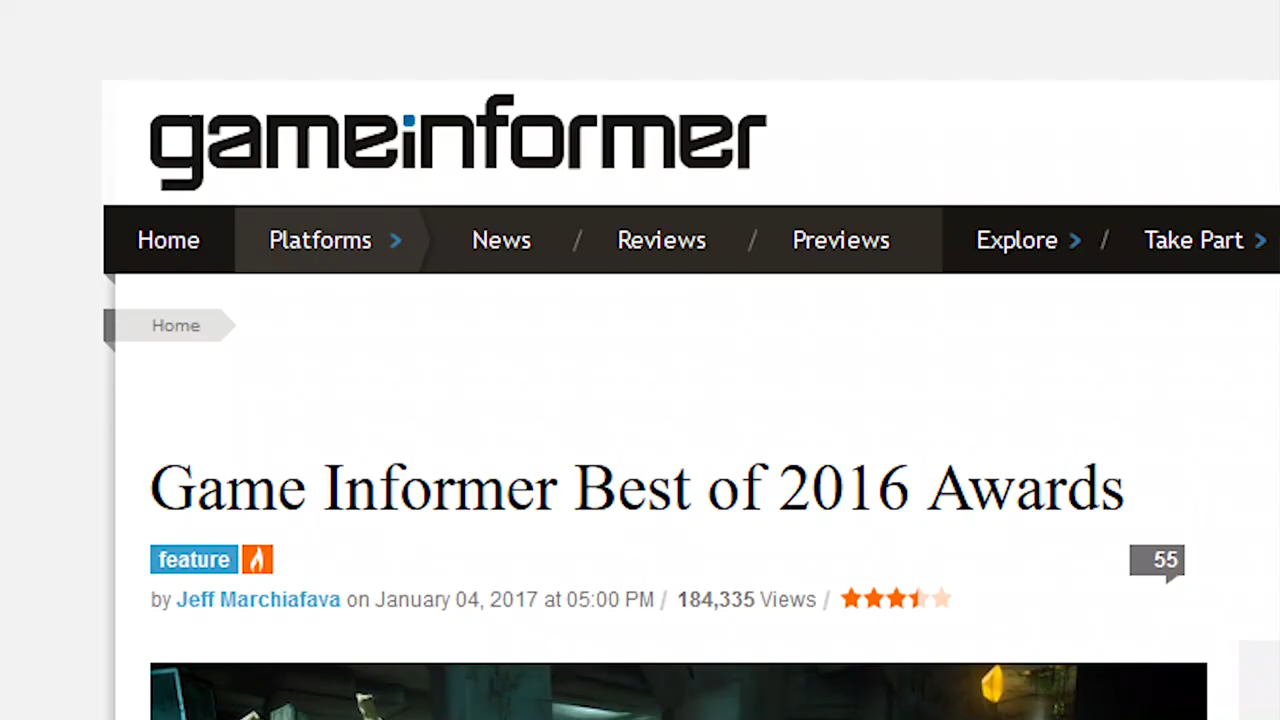 gameinformer
Home Platforms News / Reviews / Previews Explore / Take Part
Home
Game Informer Best of 2016 Awards
feature 55
by Jeff Marchiafava on January 04, 2017 at 05:00 PM / 184,335 Views /